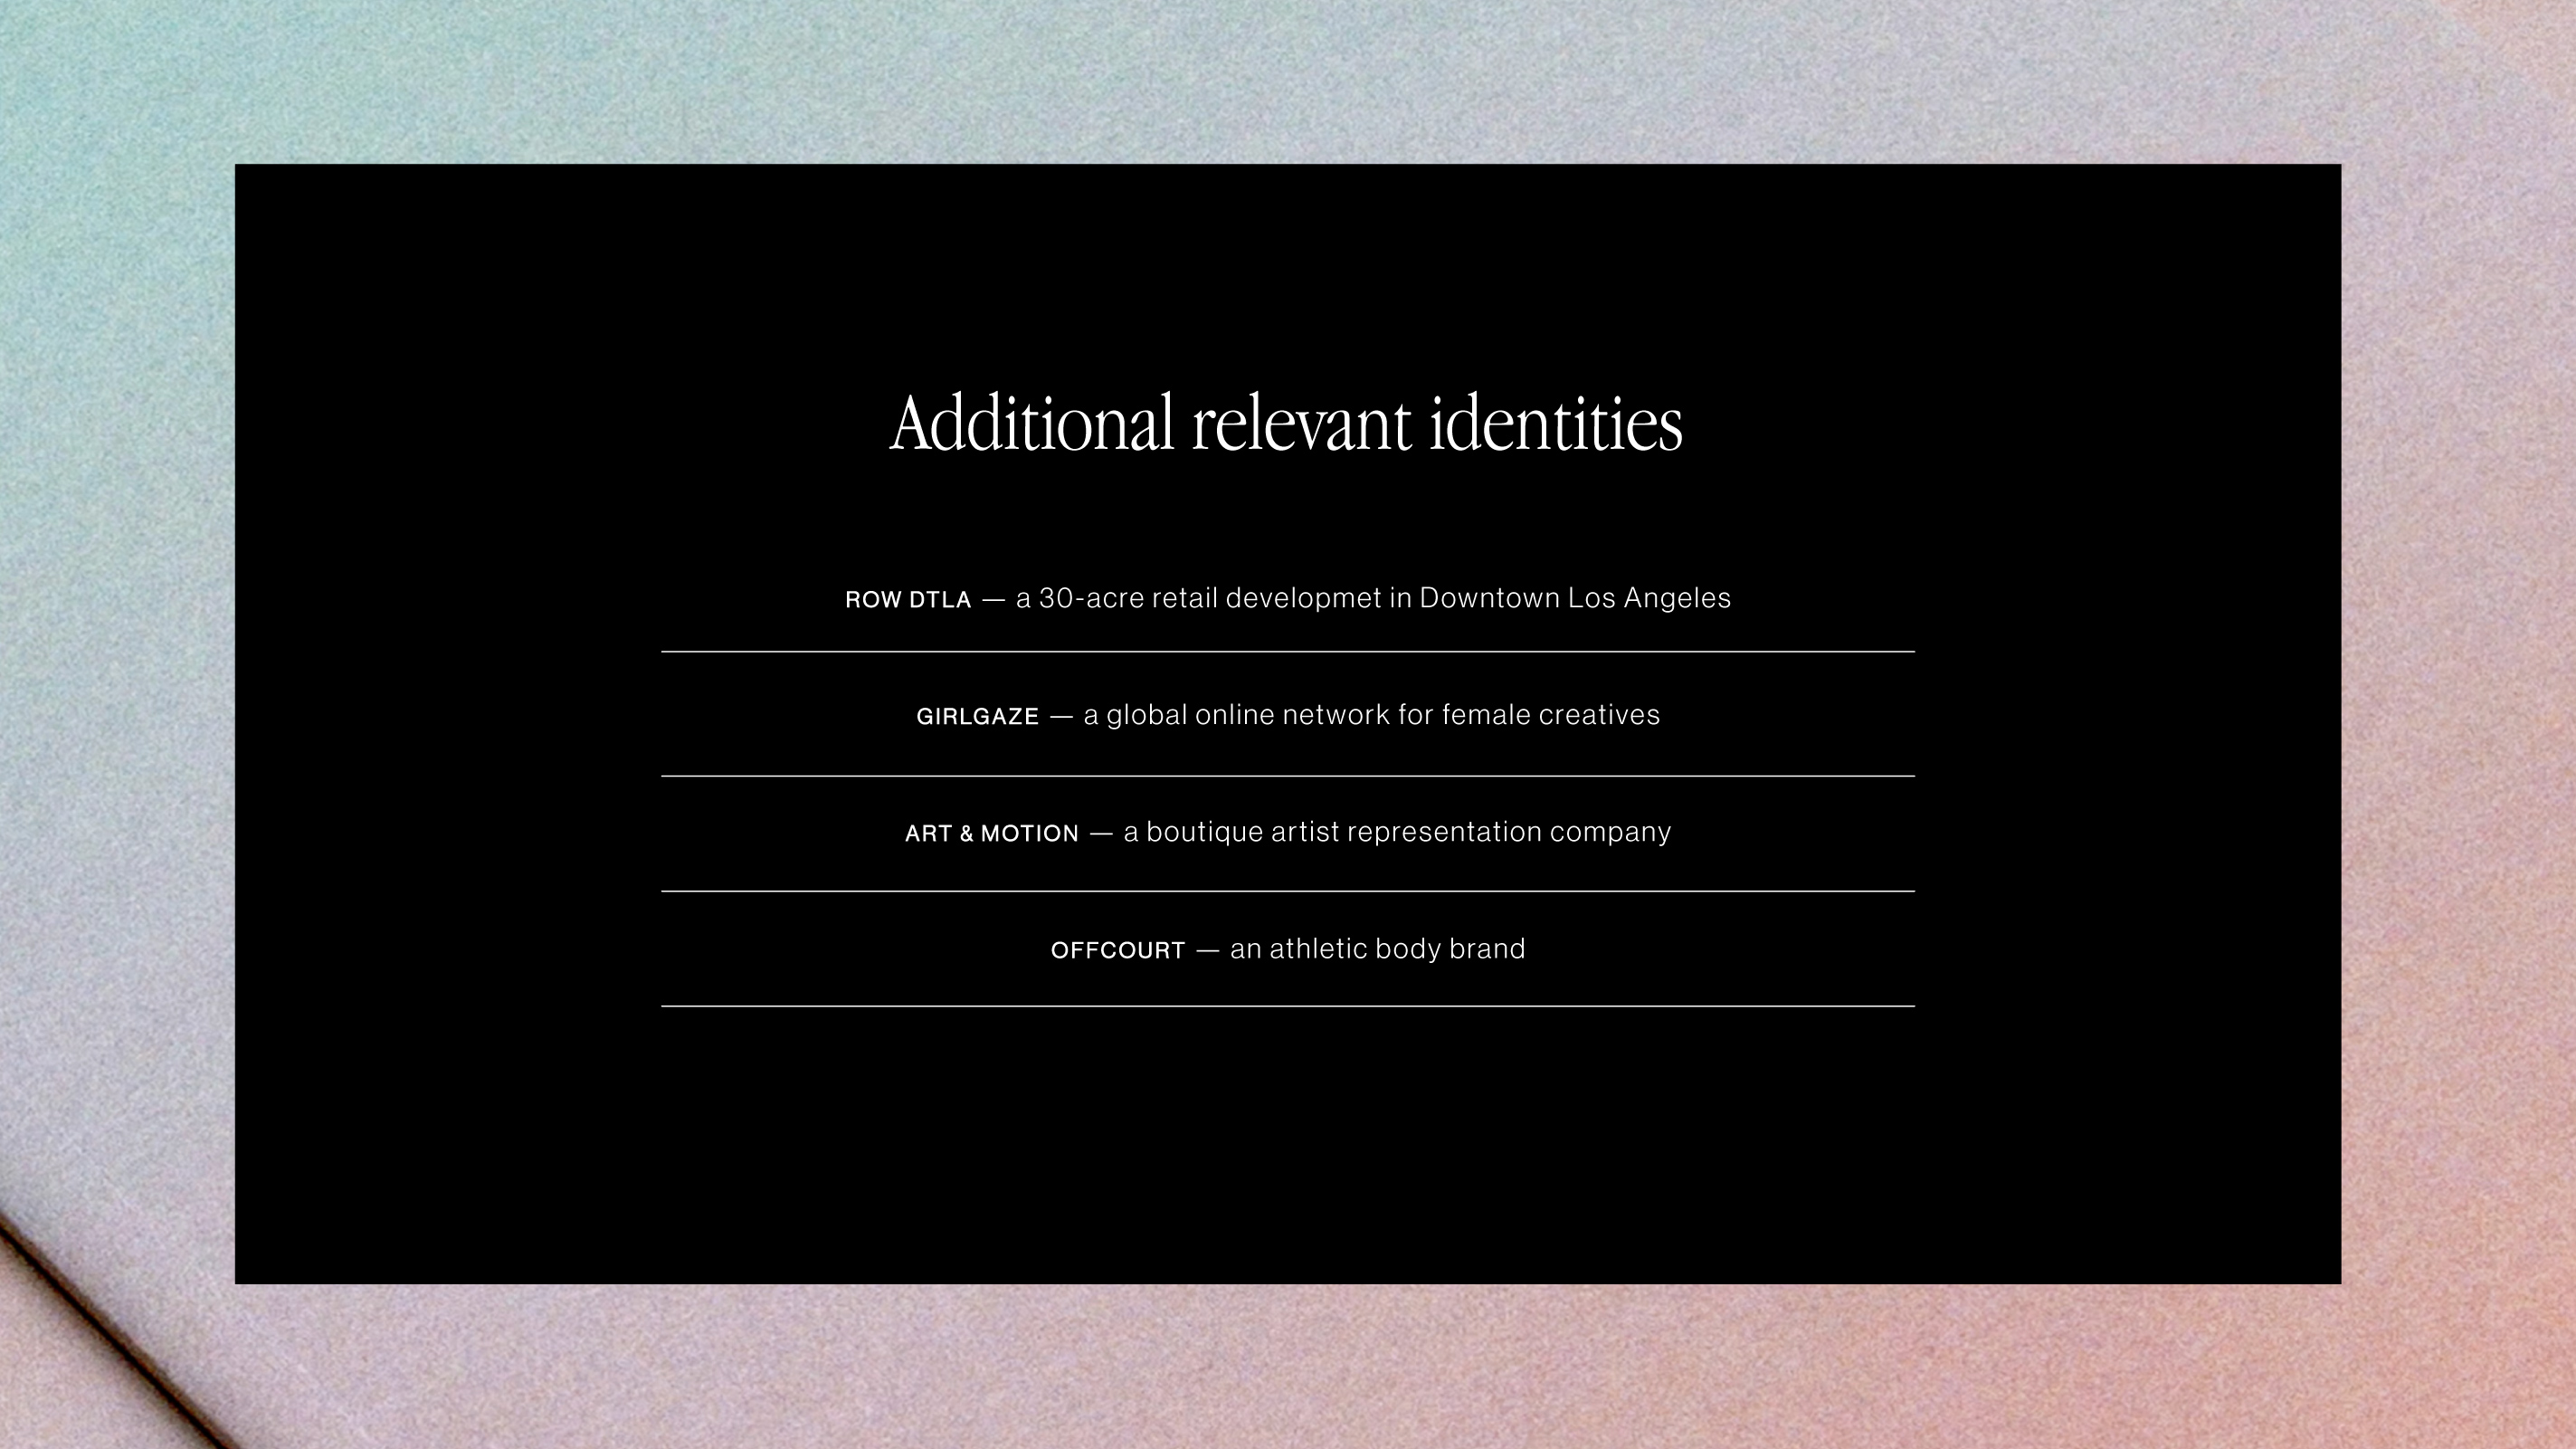 Additional relevant identities
ROW DTLA — a 30-acre retail developmet in Downtown Los Angeles
GIRLGAZE — a global online network for female creatives
ART & MOTION — a boutique artist representation company
OFFCOURT — an athletic body brand